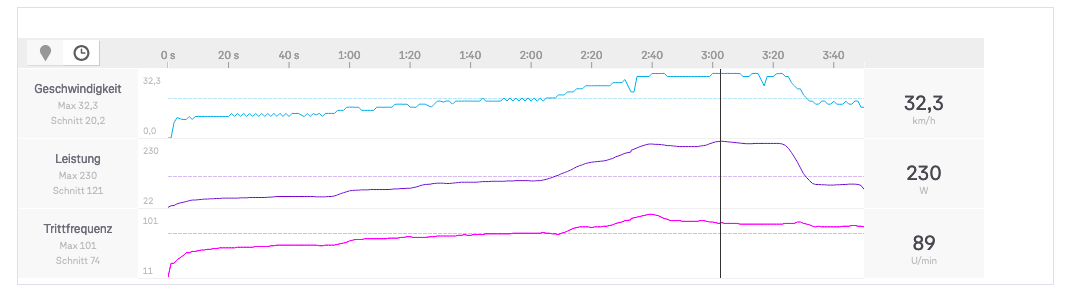 0 s 20 s 40 s 1:00 1:20 1:40 2:00 2:20 2:40 3:00 3:20 3:40
Geschwindigkeit
Max 32,3
Schnitt 20,2
32,3
0,0
32,3
km/h
Leistung
Max 230
Schnitt 121
230
22
230
W
Trittfrequenz
Max 101
Schnitt 74
101
11
89
U/min